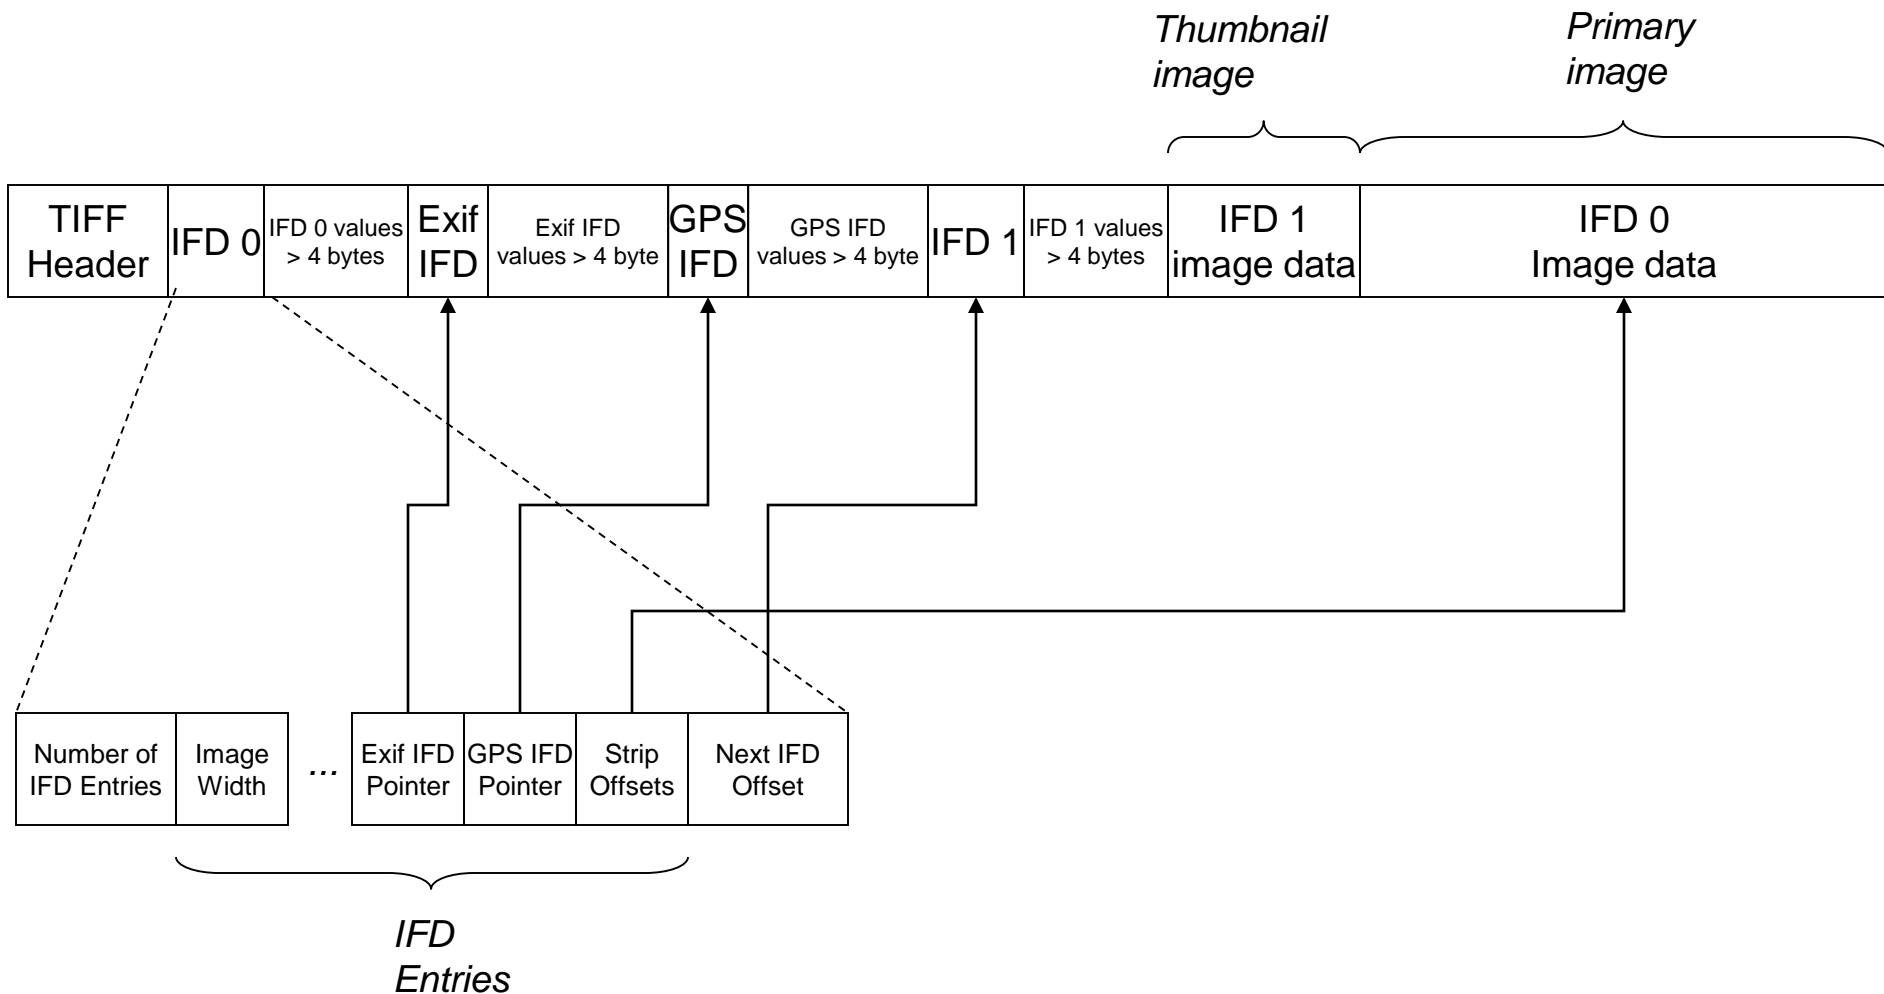 Thumbnail
image
Primary
image
TIFF
Header
IFD 0
IFD 0 values
> 4 bytes
Exif
IFD
Exif IFD
values > 4 byte
GPS
IFD
GPS IFD
values > 4 byte
IFD 1
IFD 1 values
> 4 bytes
IFD 1
image data
IFD 0
Image data
Number of
IFD Entries
Image
Width
...
Exif IFD
Pointer
GPS IFD
Pointer
Strip
Offsets
Next IFD
Offset
IFD
Entries